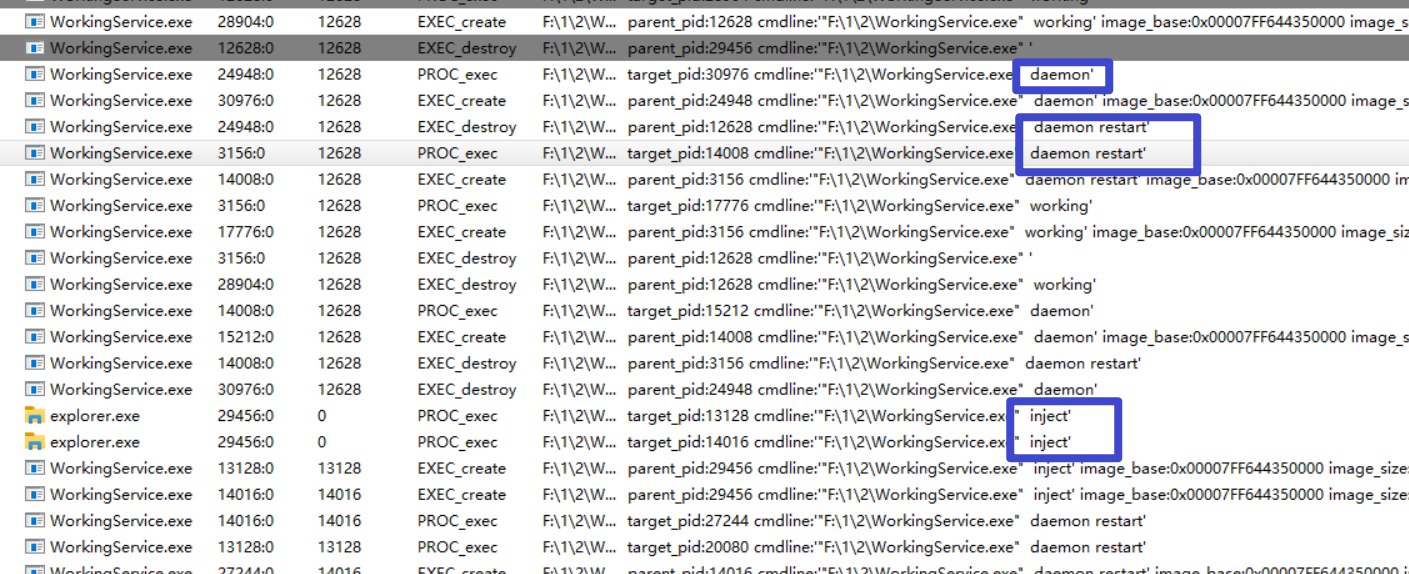 WorkingService.exe 28904:0 12628 EXEC_create F:\1\2\W... parent_pid:12628 cmdline:'"F:\1\2\WorkingService.exe" working' image_base:0x00007FF644350000 image_s
WorkingService.exe 12628:0 12628 EXEC_destroy F:\1\2\W... parent_pid:29456 cmdline:'"F:\1\2\WorkingService.exe" '
WorkingService.exe 24948:0 12628 PROC_exec F:\1\2\W... target_pid:30976 cmdline:'"F:\1\2\WorkingService.exe daemon'
WorkingService.exe 30976:0 12628 EXEC_create F:\1\2\W... parent_pid:24948 cmdline:'"F:\1\2\WorkingService.exe" daemon' image_base:0x00007FF644350000 image_s
WorkingService.exe 24948:0 12628 EXEC_destroy F:\1\2\W... parent_pid:12628 cmdline:'"F:\1\2\WorkingService.exe daemon restart'
WorkingService.exe 3156:0 12628 PROC_exec F:\1\2\W... target_pid:14008 cmdline:'"F:\1\2\WorkingService.exe daemon restart'
WorkingService.exe 14008:0 12628 EXEC_create F:\1\2\W... parent_pid:3156 cmdline:'"F:\1\2\WorkingService.exe" daemon restart' image_base:0x00007FF644350000 im
WorkingService.exe 3156:0 12628 PROC_exec F:\1\2\W... target_pid:17776 cmdline:'"F:\1\2\WorkingService.exe" working'
WorkingService.exe 17776:0 12628 EXEC_create F:\1\2\W... parent_pid:3156 cmdline:'"F:\1\2\WorkingService.exe" working' image_base:0x00007FF644350000 image_siz
WorkingService.exe 3156:0 12628 EXEC_destroy F:\1\2\W... parent_pid:12628 cmdline:'"F:\1\2\WorkingService.exe" '
WorkingService.exe 28904:0 12628 EXEC_destroy F:\1\2\W... parent_pid:12628 cmdline:'"F:\1\2\WorkingService.exe" working'
WorkingService.exe 14008:0 12628 PROC_exec F:\1\2\W... target_pid:15212 cmdline:'"F:\1\2\WorkingService.exe" daemon'
WorkingService.exe 15212:0 12628 EXEC_create F:\1\2\W... parent_pid:14008 cmdline:'"F:\1\2\WorkingService.exe" daemon' image_base:0x00007FF644350000 image_s
WorkingService.exe 14008:0 12628 EXEC_destroy F:\1\2\W... parent_pid:3156 cmdline:'"F:\1\2\WorkingService.exe" daemon restart'
WorkingService.exe 30976:0 12628 EXEC_destroy F:\1\2\W... parent_pid:24948 cmdline:'"F:\1\2\WorkingService.exe" daemon'
explorer.exe 29456:0 0 PROC_exec F:\1\2\W... target_pid:13128 cmdline:'"F:\1\2\WorkingService.exe" inject'
explorer.exe 29456:0 0 PROC_exec F:\1\2\W... target_pid:14016 cmdline:'"F:\1\2\WorkingService.exe" inject'
WorkingService.exe 13128:0 13128 EXEC_create F:\1\2\W... parent_pid:29456 cmdline:'"F:\1\2\WorkingService.exe" inject' image_base:0x00007FF644350000 image_size:
WorkingService.exe 14016:0 14016 EXEC_create F:\1\2\W... parent_pid:29456 cmdline:'"F:\1\2\WorkingService.exe" inject' image_base:0x00007FF644350000 image_size:
WorkingService.exe 14016:0 14016 PROC_exec F:\1\2\W... target_pid:27244 cmdline:'"F:\1\2\WorkingService.exe" daemon restart'
WorkingService.exe 13128:0 13128 PROC_exec F:\1\2\W... target_pid:20080 cmdline:'"F:\1\2\WorkingService.exe" daemon restart'
WorkingService.exe 27244:0 14016 EXEC_create F:\1\2\W... parent_pid:14016 cmdline:'"F:\1\2\WorkingService.exe" daemon restart' image_base:0x00007FF644350000